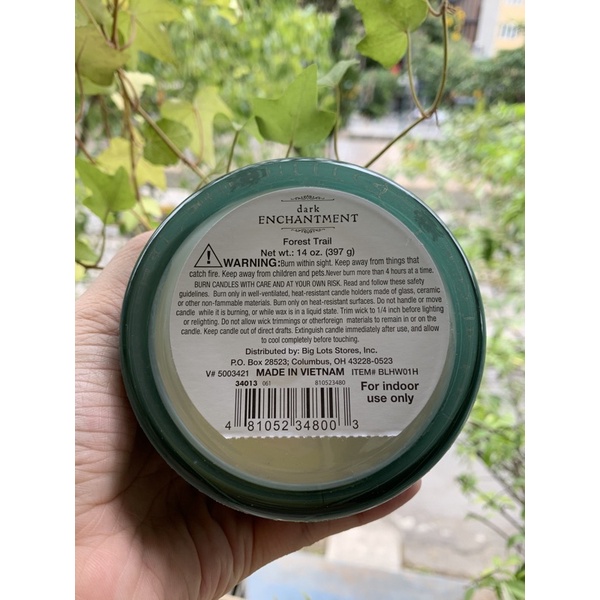 dark
ENCHANTMENT
Forest Trail
Net wt.: 14 oz. (397 g)
WARNING: Burn within sight. Keep away from things that
catch fire. Keep away from children and pets. Never burn more than 4 hours at a time.
BURN CANDLES WITH CARE AND AT YOUR OWN RISK. Read and follow these safety
guidelines. Burn only in well-ventilated, heat-resistant candle holders made of glass, ceramic
or other non-flammable materials. Burn only on heat-resistant surfaces. Do not handle or move
candle while it is burning, or while wax is in a liquid state. Trim wick to 1/4 inch before lighting
or relighting. Do not allow wick trimmings or otherforeign materials to remain in or on the
candle. Keep candle out of direct drafts. Extinguish candle immediately after use, and allow
to cool completely before touching.
Distributed by: Big Lots Stores, Inc.
P.O. Box 28523; Columbus, OH 43228-0523
V# 5003421 MADE IN VIETNAM ITEM# BLHW01H
34013 061 810523480
For indoor
use only
4 81052 34800 3